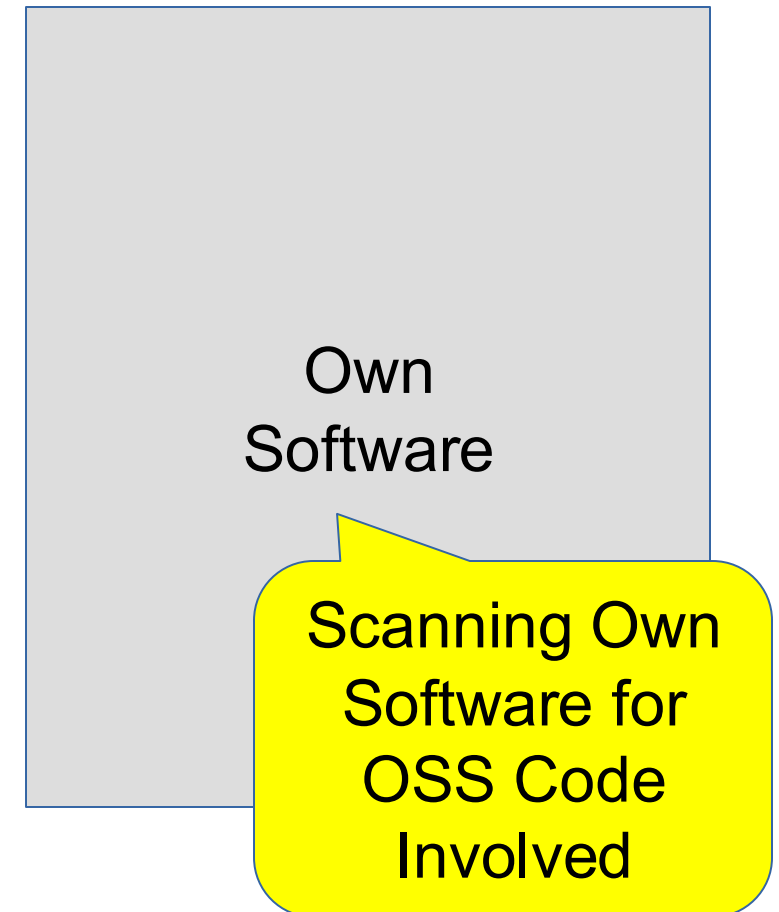 Own
Software
Scanning Own
Software for
OSS Code
Involved